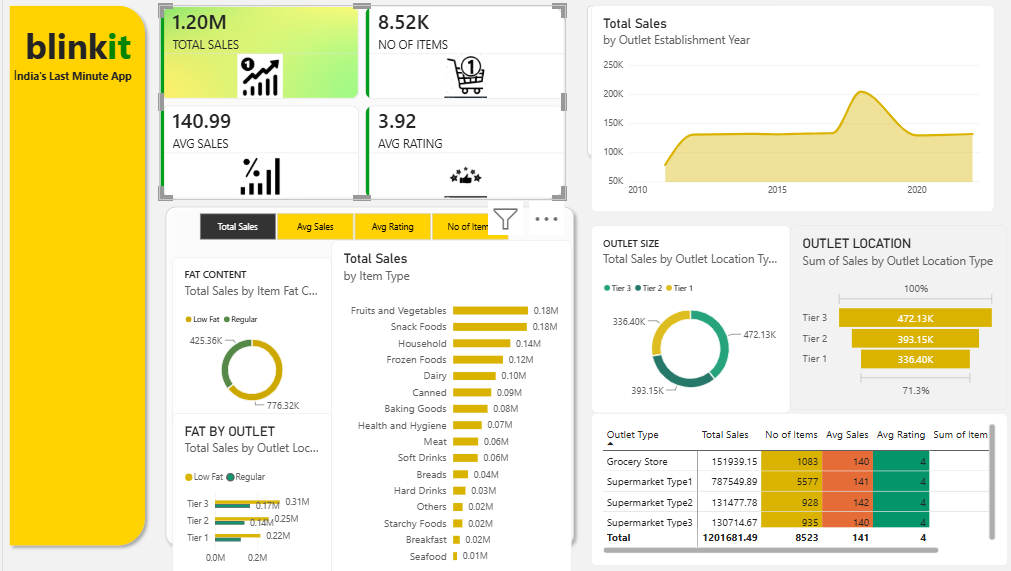 blinkit
India's Last Minute App
1.20M
TOTAL SALES
8.52K
NO OF ITEMS
1
140.99
AVG SALES
%
3.92
AVG RATING
Total Sales
by Outlet Establishment Year
250K
200K
150K
100K
50K
2010
2015
2020
Total Sales
Avg Sales
Avg Rating
No of Item
FAT CONTENT
Total Sales by Item Fat C...
Low Fat
Regular
425.36K
776.32K
FAT BY OUTLET
Total Sales by Outlet Loc...
Low Fat
Regular
Tier 3
0.31M
0.17M
Tier 2
0.25M
0.14M
Tier 1
0.22M
0.0M
0.2M
Total Sales
by Item Type
Fruits and Vegetables 0.18M
Snack Foods 0.18M
Household 0.14M
Frozen Foods 0.12M
Dairy 0.10M
Canned 0.09M
Baking Goods 0.08M
Health and Hygiene 0.07M
Meat 0.06M
Soft Drinks 0.06M
Breads 0.04M
Hard Drinks 0.03M
Others 0.02M
Starchy Foods 0.02M
Breakfast 0.02M
Seafood 0.01M
OUTLET SIZE
Total Sales by Outlet Location Ty...
Tier 3
Tier 2
Tier 1
336.40K
472.13K
393.15K
OUTLET LOCATION
Sum of Sales by Outlet Location Type
100%
Tier 3 472.13K
Tier 2 393.15K
Tier 1 336.40K
71.3%
Outlet Type Total Sales No of Items Avg Sales Avg Rating Sum of Item
Grocery Store 151939.15 1083 140 4
Supermarket Type1 787549.89 5577 141 4
Supermarket Type2 131477.78 928 142 4
Supermarket Type3 130714.67 935 140 4
Total 1201681.49 8523 141 4